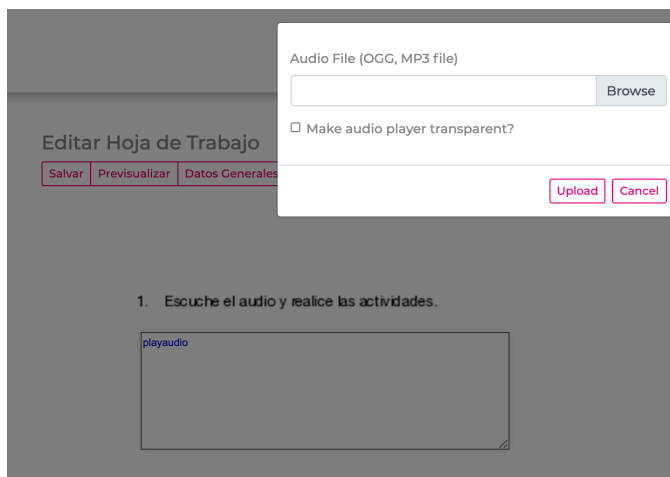 Audio File (OGG, MP3 file)
Browse
Make audio player transparent?
Upload Cancel
Editar Hoja de Trabajo
Salvar Previsualizar Datos Generales
1. Escuche el audio y realice las actividades.
playaudio